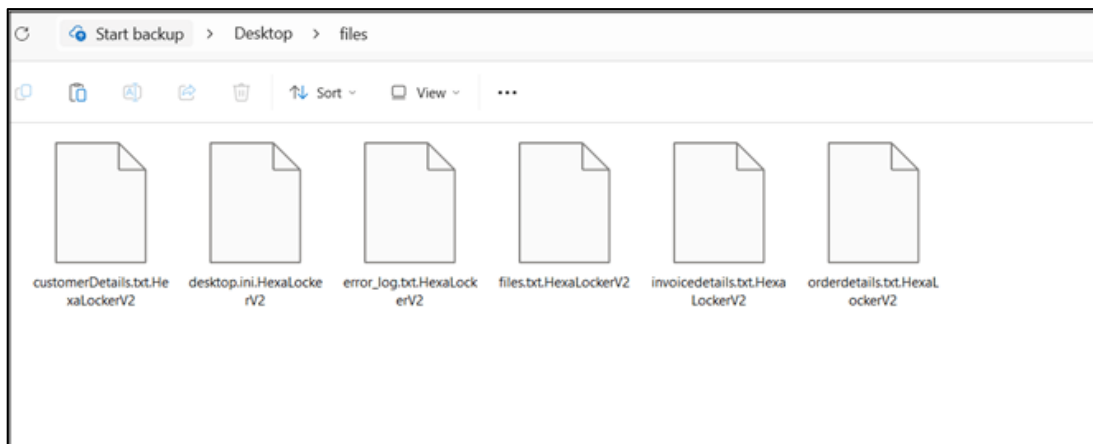 Start backup > Desktop > files
Sort View ...
customerDetails.txt.He desktop.ini.HexaLocke error_log.txt.HexaLock files.txt.HexaLockerV2 invoicedetails.txt.Hexa orderdetails.txt.HexaL
xaLockerV2 rV2 erV2 LockerV2 ockerV2